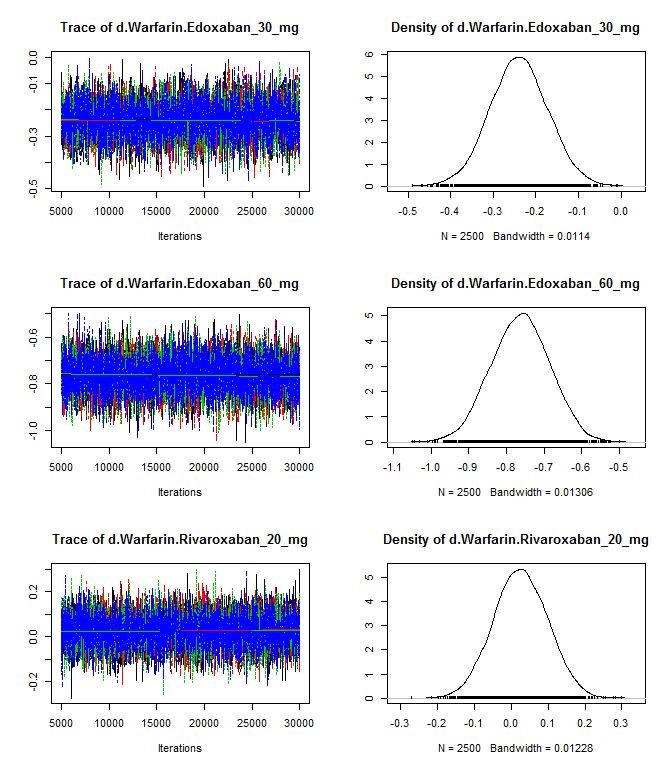 Trace of d.Warfarin.Edoxaban_30_mg
0.0
-0.1
-0.3
-0.5
5000 10000 15000 20000 25000 30000
Iterations
Density of d.Warfarin.Edoxaban_30_mg
6
5
4
3
2
1
0
-0.5 -0.4 -0.3 -0.2 -0.1 0.0
N = 2500 Bandwidth = 0.0114
Trace of d.Warfarin.Edoxaban_60_mg
-0.6
-0.8
-1.0
5000 10000 15000 20000 25000 30000
Iterations
Density of d.Warfarin.Edoxaban_60_mg
5
4
3
2
1
0
-1.1 -1.0 -0.9 -0.8 -0.7 -0.6 -0.5
N = 2500 Bandwidth = 0.01306
Trace of d.Warfarin.Rivaroxaban_20_mg
0.2
0.0
-0.2
5000 10000 15000 20000 25000 30000
Iterations
Density of d.Warfarin.Rivaroxaban_20_mg
5
4
3
2
1
0
-0.3 -0.2 -0.1 0.0 0.1 0.2 0.3
N = 2500 Bandwidth = 0.01228